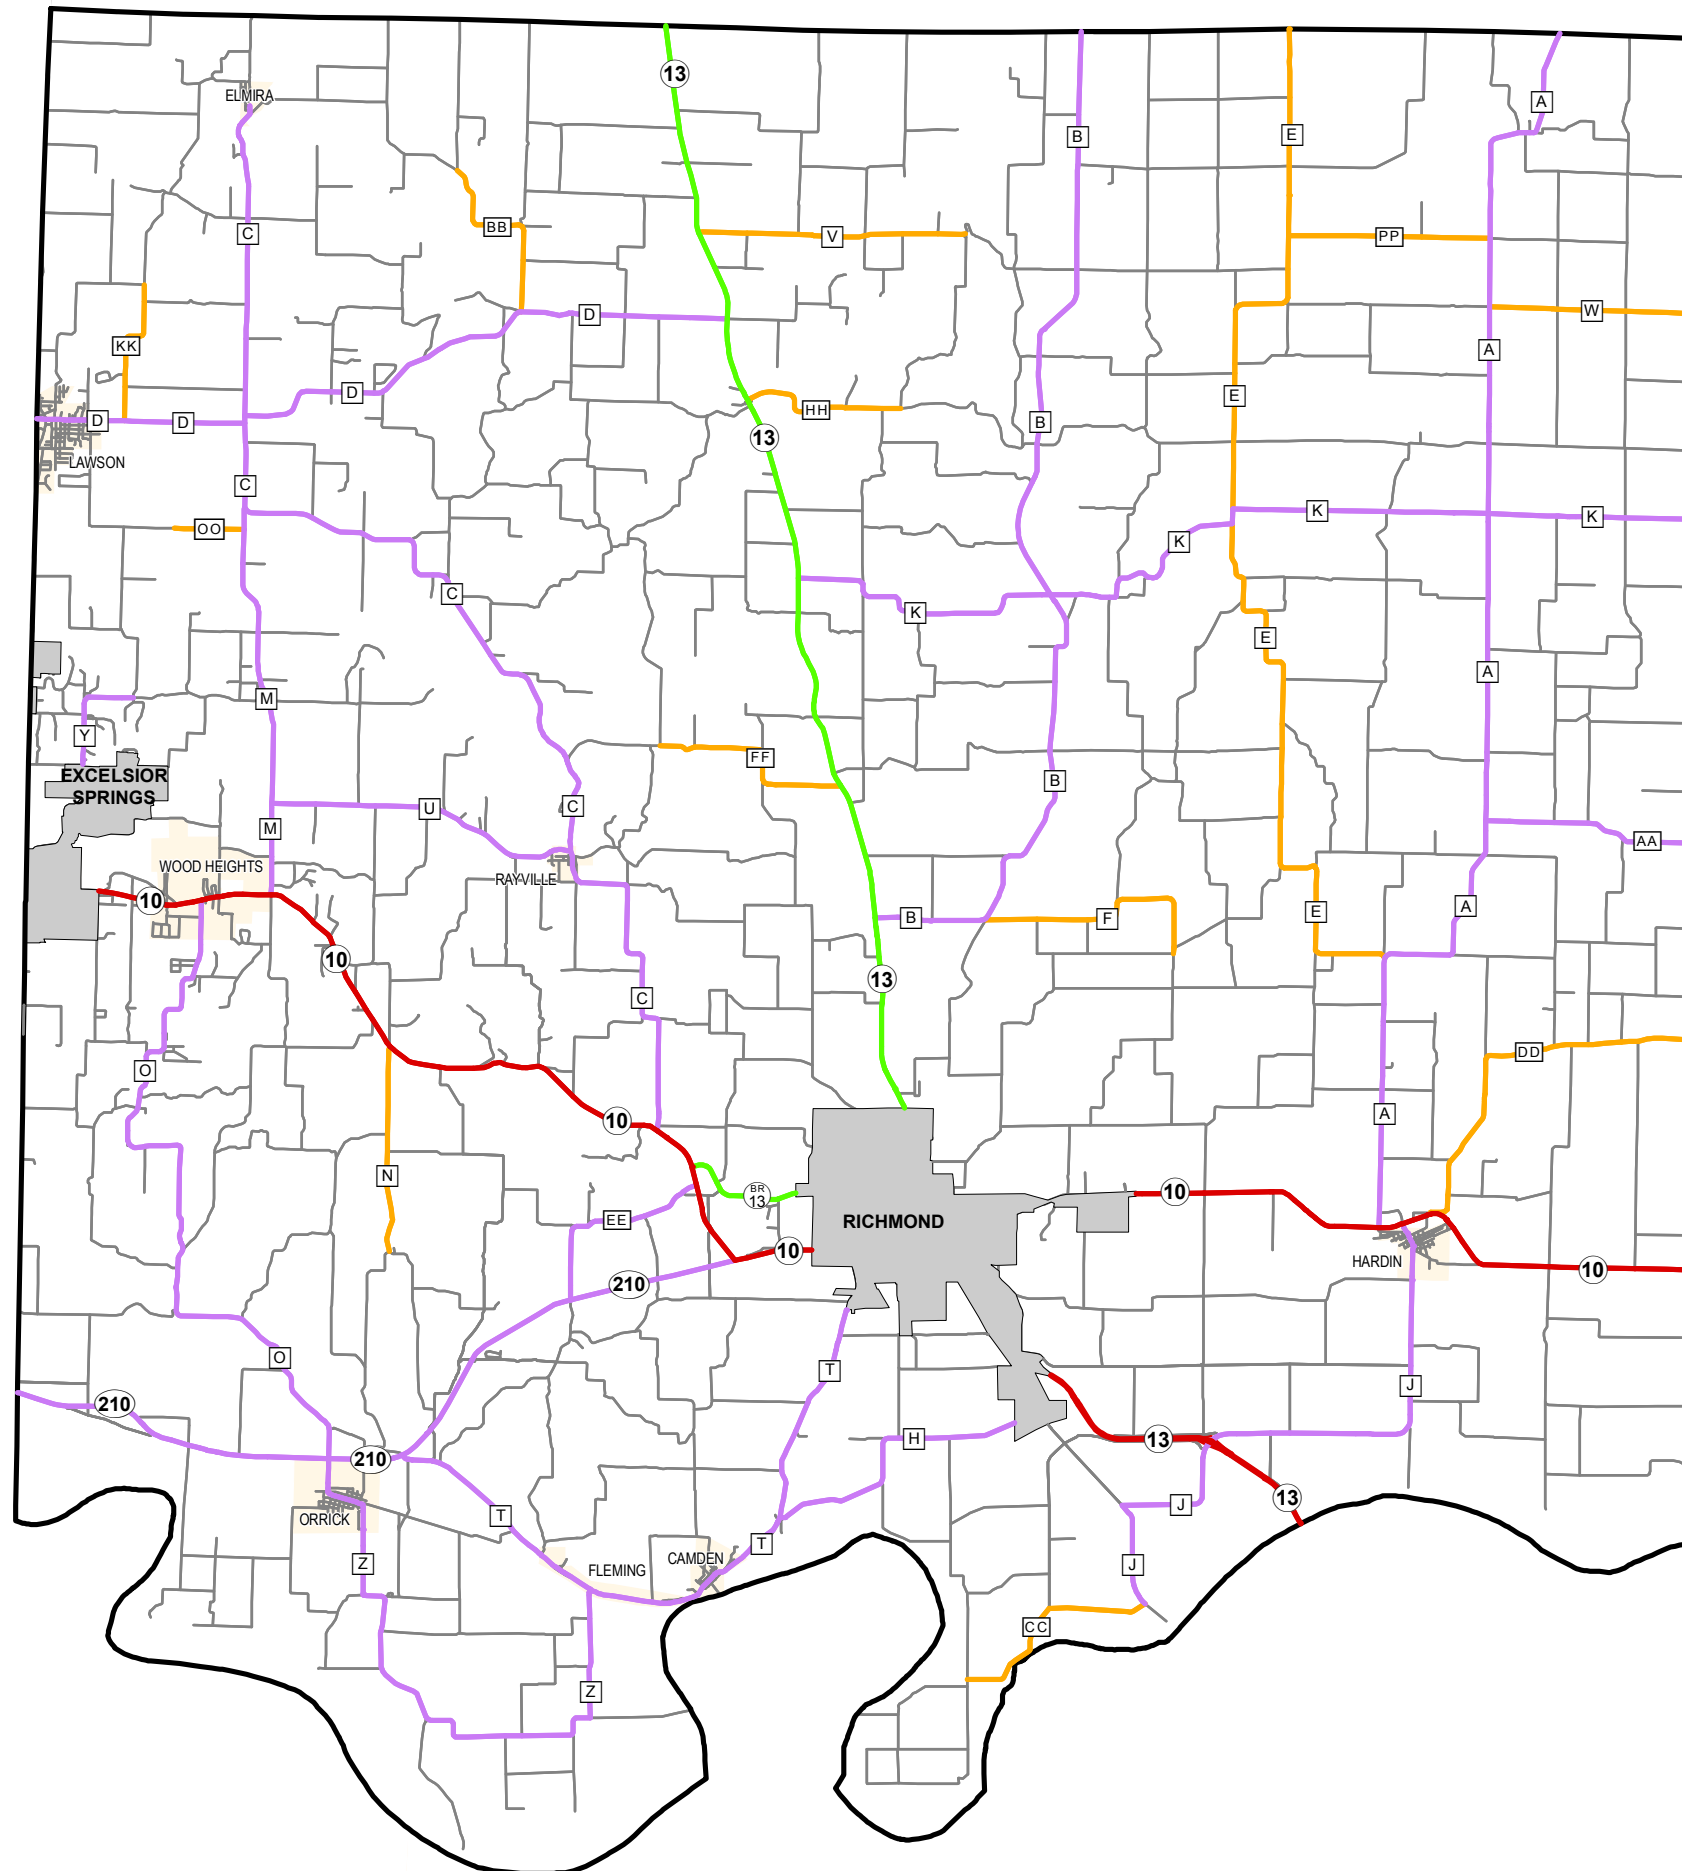 13
A
ELMIRA
B
E
C
BB
V
PP
D
W
KK
A
D
E
HH
D
D
B
13
LAWSON
C
K
K
OO
K
C
K
E
A
M
Y
FF
EXCELSIOR
SPRINGS
B
U
C
M
AA
WOOD HEIGHTS
RAYVILLE
10
A
E
B
F
10
13
C
DD
O
A
10
N
BR
13
10
EE
RICHMOND
10
HARDIN
10
210
O
T
J
210
H
13
210
13
J
T
ORRICK
T
CAMDEN
Z
FLEMING
J
CC
Z